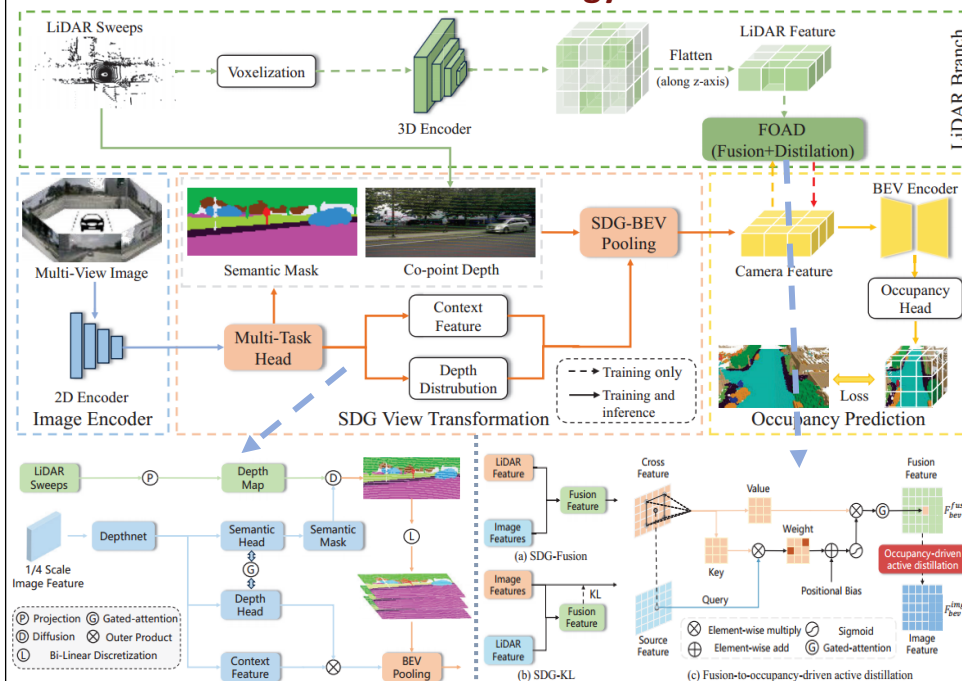 LiDAR Sweeps
Voxelization
3D Encoder
Flatten
(along z-axis)
LiDAR Feature
FOAD
(Fusion+Distilation)
LiDAR Branch
Multi-View Image
2D Encoder
Image Encoder
Semantic Mask
Co-point Depth
Multi-Task
Head
Context
Feature
Depth
Distrubution
SDG-BEV
Pooling
Training only
Training and
inference
SDG View Transformation
Camera Feature
BEV Encoder
Occupancy
Head
Loss
Occupancy Prediction
LiDAR
Sweeps
P
Depth
Map
D
1/4 Scale
Image Feature
Depthnet
Semantic
Head
Semantic
Mask
G
L
Depth
Head
Context
Feature
BEV
Pooling
P Projection G Gated-attention
D Diffusion Outer Product
L Bi-Linear Discretization
LiDAR
Feature
Image
Features
Fusion
Feature
(a) SDG-Fusion
Image
Features
KL
Fusion
Feature
LiDAR
Feature
(b) SDG-KL
Cross
Feature
Value
Key
Weight
Query
Positional Bias
G
Source
Feature
Fusion
Feature
F fus bev
Occupancy-driven
active distillation
F img bev
Image
Feature
Element-wise multiply Sigmoid
Element-wise add G Gated-attention
(c) Fusion-to-occupancy-driven active distillation